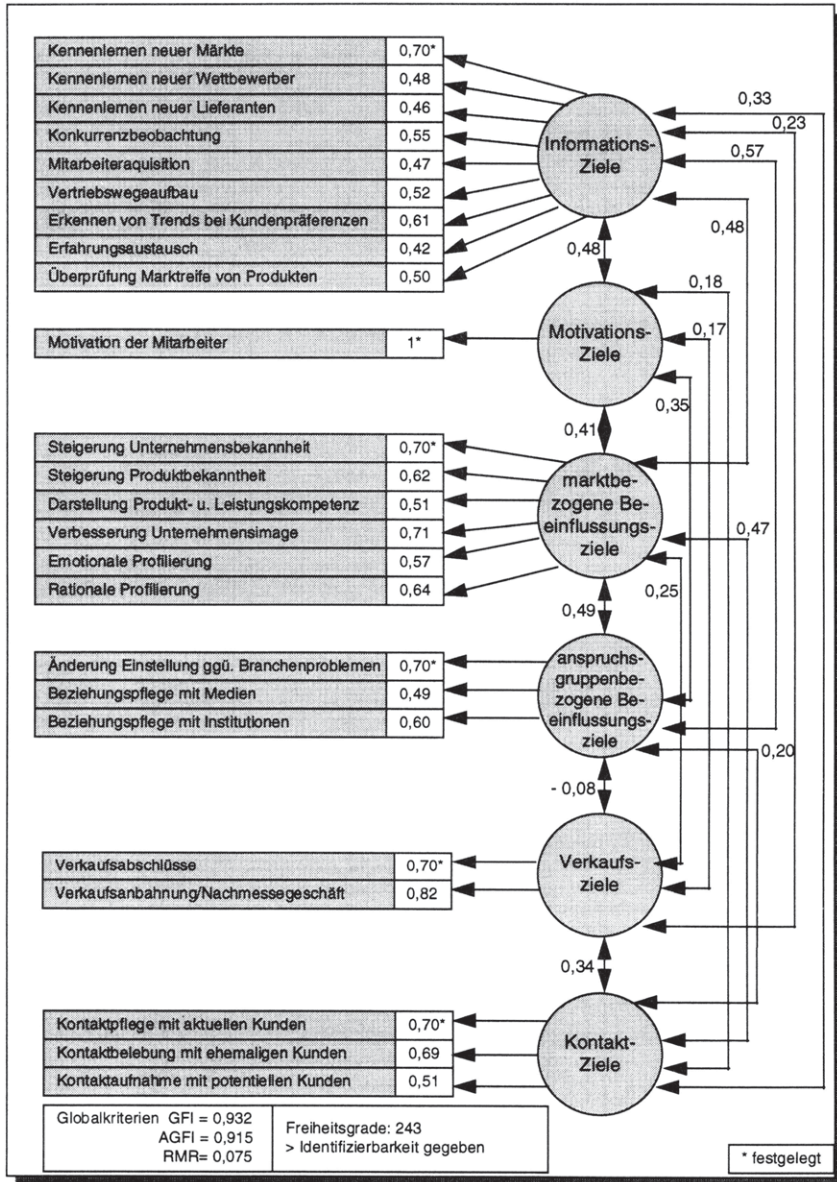 Kennenlernen neuer Märkte 0,70*
Kennenlernen neuer Wettbewerber 0,48
Kennenlernen neuer Lieferanten 0,46
Konkurrenzbeobachtung 0,55
Mitarbeiteraquisition 0,47
Vertriebswegeaufbau 0,52
Erkennen von Trends bei Kundenpräferenzen 0,61
Erfahrungsaustausch 0,42
Überprüfung Marktreife von Produkten 0,50
Informations-
Ziele
0,33
0,23
0,57
0,48
0,48
0,18
Motivation der Mitarbeiter 1*
Motivations-
Ziele
0,17
0,35
0,41
Steigerung Unternehmensbekannheit 0,70*
Steigerung Produktbekanntheit 0,62
Darstellung Produkt- u. Leistungskompetenz 0,51
Verbesserung Unternehmensimage 0,71
Emotionale Profilierung 0,57
Rationale Profilierung 0,64
marktbe-
zogene Be-
einflussungs-
ziele
0,47
0,25
0,49
Änderung Einstellung ggü. Branchenproblemen 0,70*
Beziehungspflege mit Medien 0,49
Beziehungspflege mit Institutionen 0,60
anspruchs-
gruppenbe-
zogene Be-
einflussungs-
ziele
0,20
- 0,08
Verkaufsabschlüsse 0,70*
Verkaufsanbahnung/Nachmessegeschäft 0,82
Verkaufs-
ziele
0,34
Kontaktpflege mit aktuellen Kunden 0,70*
Kontaktbelebung mit ehemaligen Kunden 0,69
Kontaktaufnahme mit potentiellen Kunden 0,51
Kontakt-
Ziele
Globalkriterien GFI = 0,932
AGFI = 0,915
RMR= 0,075
Freiheitsgrade: 243
> Identifizierbarkeit gegeben
* festgelegt